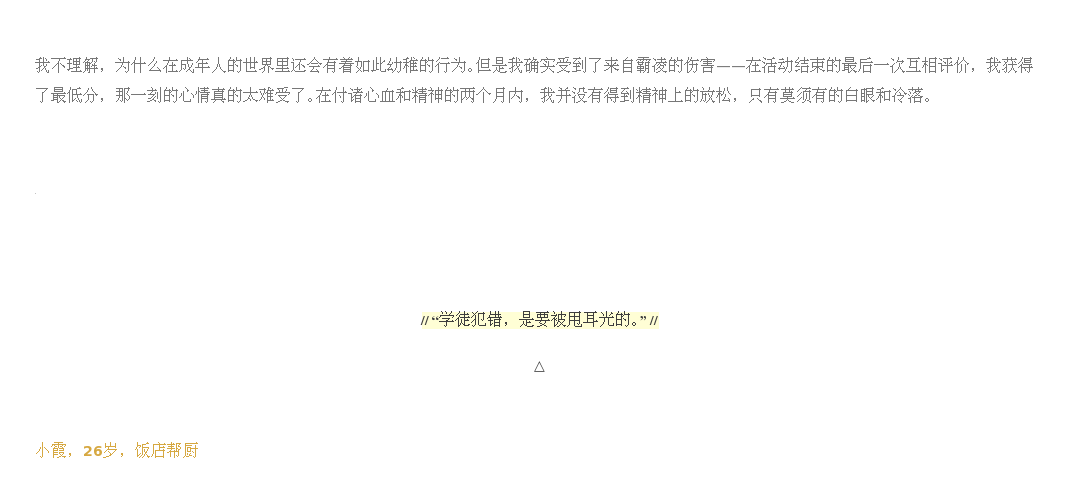 我不理解，为什么在成年人的世界里还会有着如此幼稚的行为。但是我确实受到了来自霸凌的伤害——在活动结束的最后一次互相评价，我获得
了最低分，那一刻的心情真的太难受了。在付诸心血和精神的两个月内，我并没有得到精神上的放松，只有莫须有的白眼和冷落。
// “学徒犯错，是要被甩耳光的。” //
△
小霞，26岁，饭店帮厨